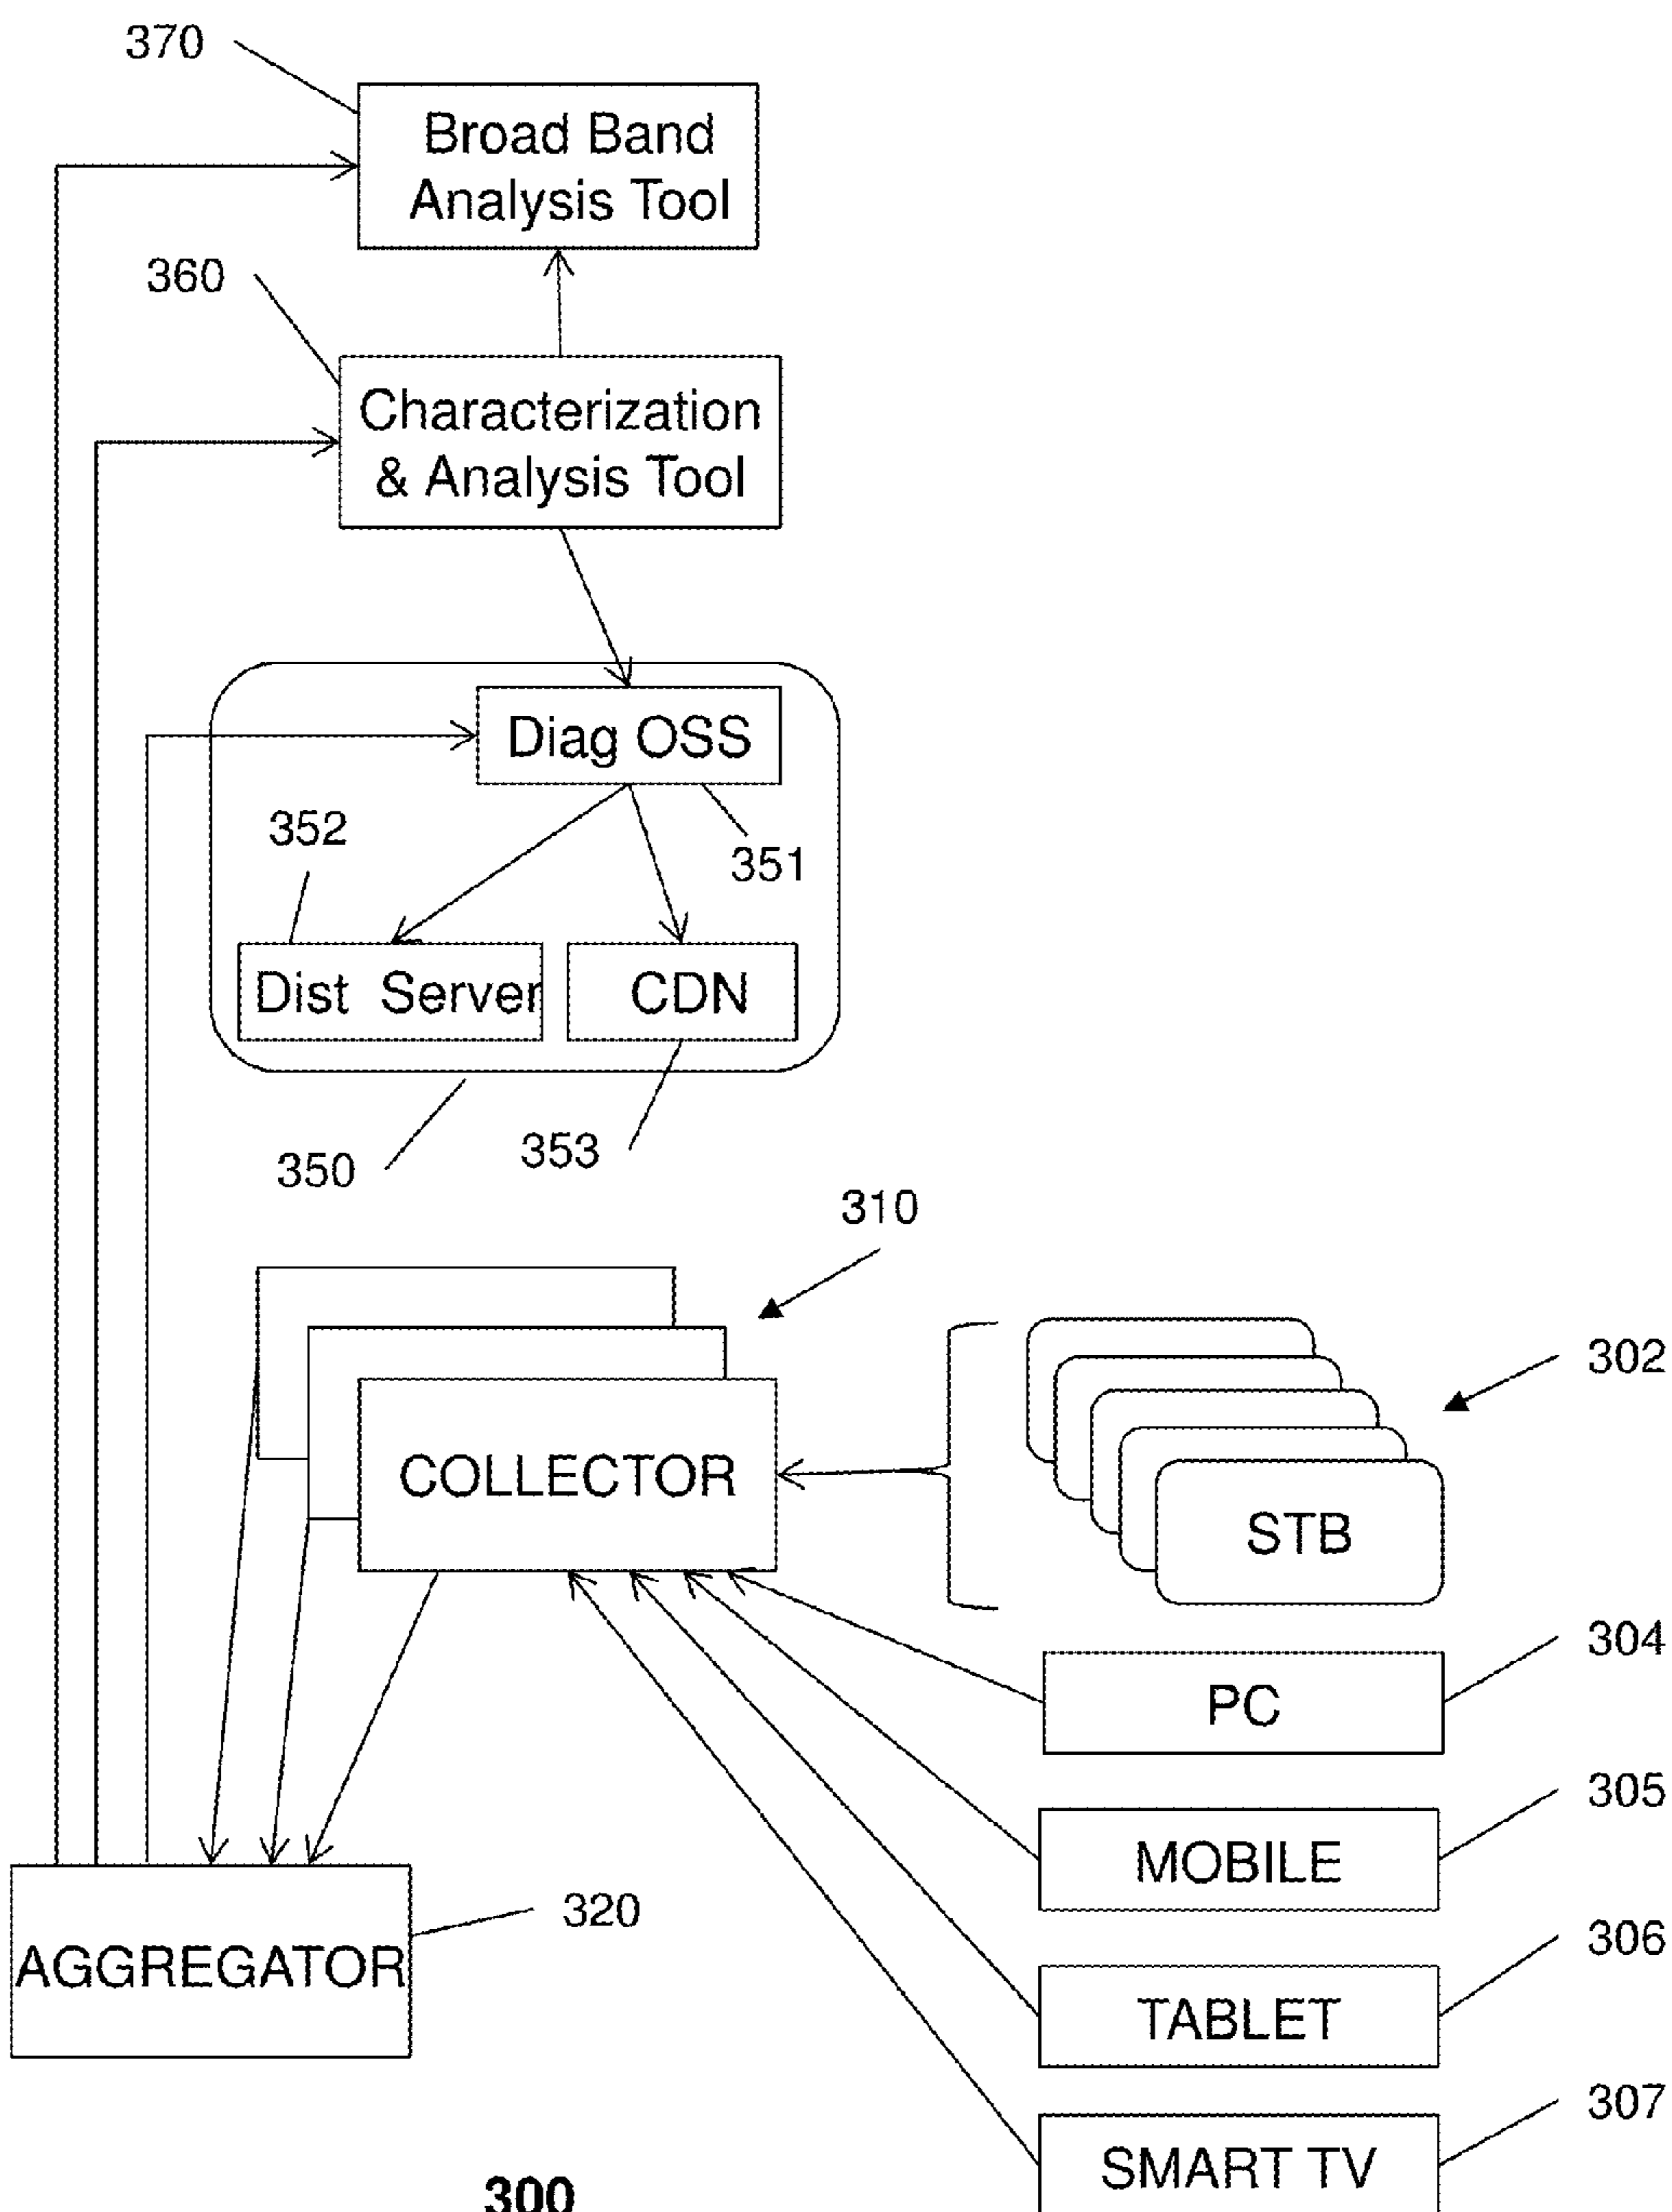 370
Broad Band
Analysis Tool
360
Characterization
& Analysis Tool
Diag OSS
352
351
Dist Server
CDN
353
350
310
302
COLLECTOR
STB
304
PC
305
MOBILE
320
306
AGGREGATOR
TABLET
307
SMART TV
300